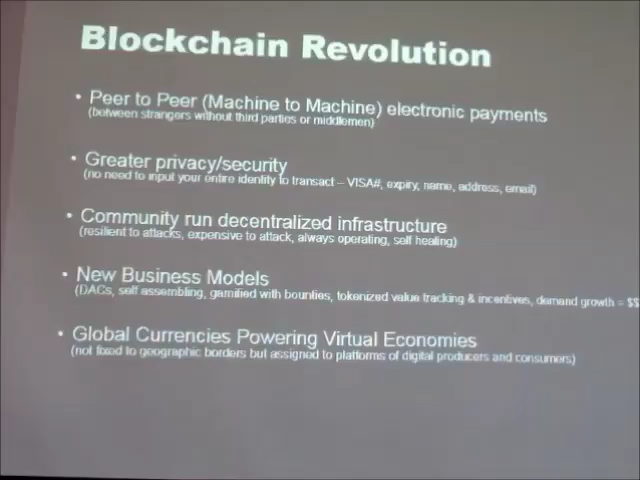 Blockchain Revolution
• Peer to Peer (Machine to Machine) electronic payments
(between strangers without third parties or middlemen)
• Greater privacy/security
(no need to input your entire identity to transact – VISA#, expiry, name, address, email)
• Community run decentralized infrastructure
(resilient to attacks, expensive to attack, always operating, self healing)
• New Business Models
(DACs, self assembling, gamified with bounties, tokenized value tracking & incentives, demand growth = $$
• Global Currencies Powering Virtual Economies
(not fixed to geographic borders but assigned to platforms of digital producers and consumers)